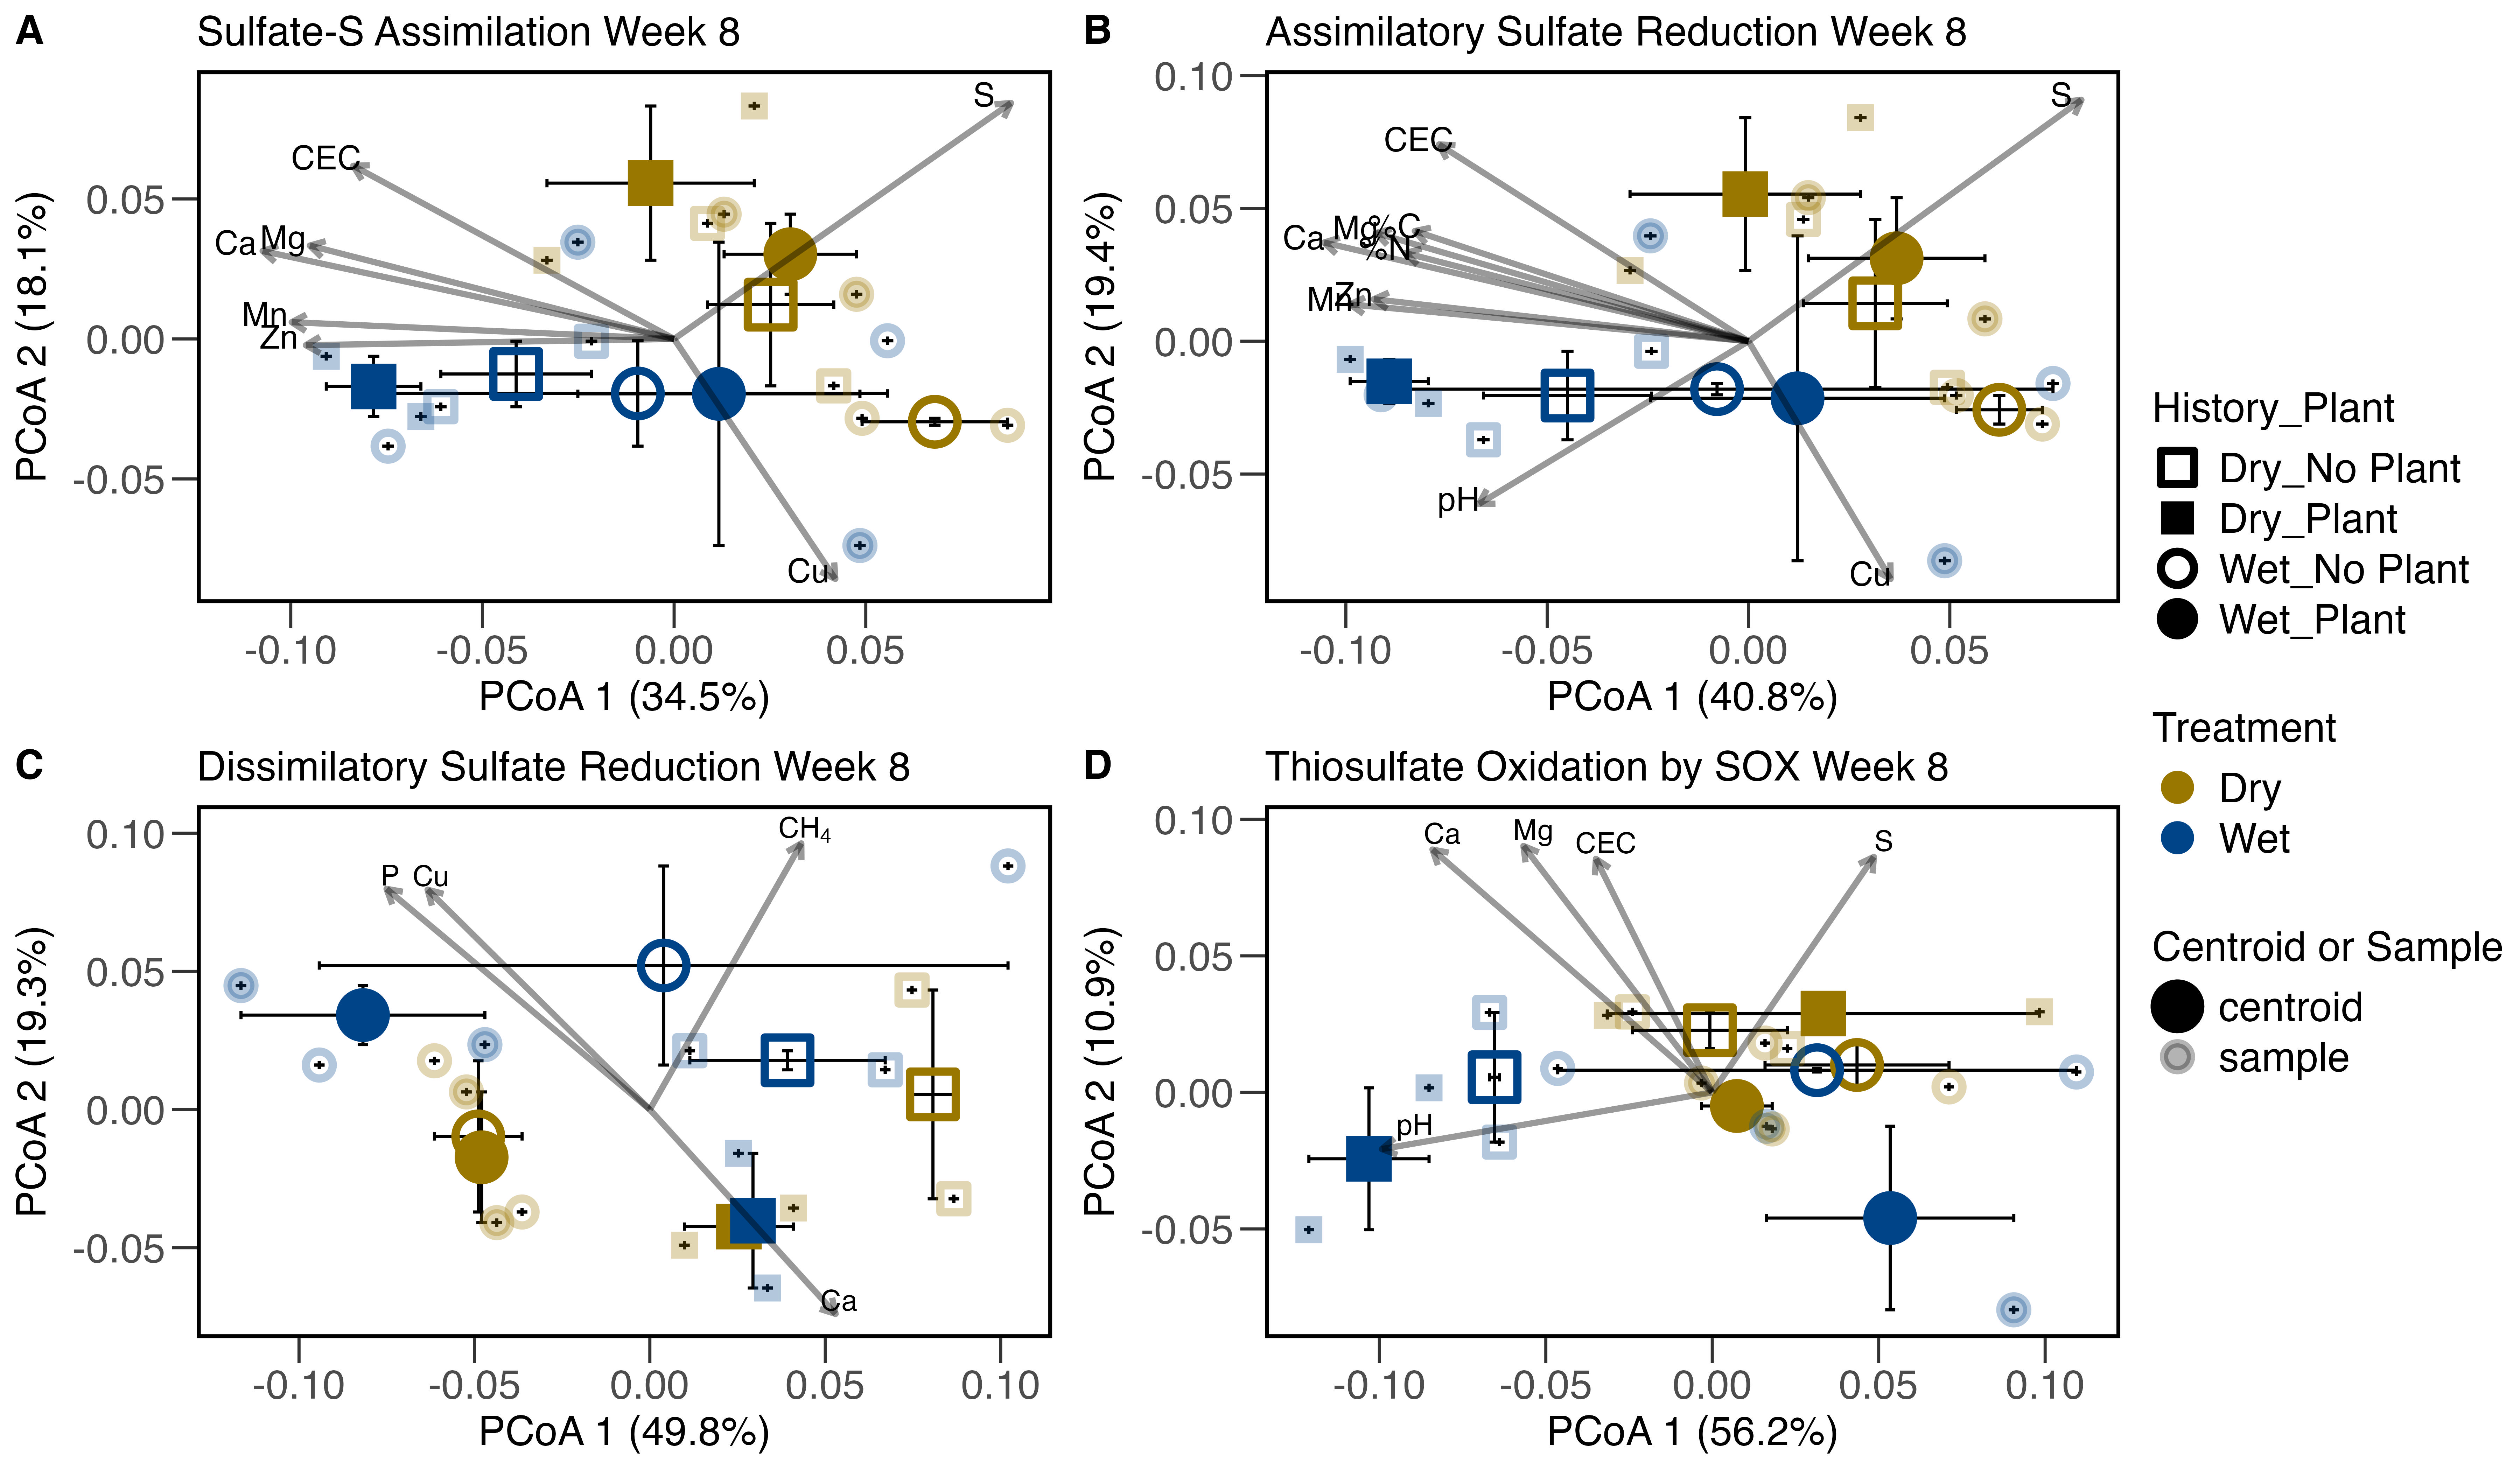 A
Sulfate-S Assimilation Week 8
PCoA 2 (18.1%)
0.05
0.00
-0.05
S
CEC
Ca
Mg
Mn
Zn
Cu
-0.10
-0.05
0.00
0.05
PCoA 1 (34.5%)
B
Assimilatory Sulfate Reduction Week 8
PCoA 2 (19.4%)
0.10
0.05
0.00
-0.05
S
CEC
Mg
%C
Ca
%N
Zn
Mn
pH
Cu
-0.10
-0.05
0.00
0.05
PCoA 1 (40.8%)
C
Dissimilatory Sulfate Reduction Week 8
PCoA 2 (19.3%)
0.10
0.05
0.00
-0.05
CH₄
P
Cu
Ca
-0.10
-0.05
0.00
0.05
0.10
PCoA 1 (49.8%)
D
Thiosulfate Oxidation by SOX Week 8
PCoA 2 (10.9%)
0.10
0.05
0.00
-0.05
Ca
Mg
CEC
S
pH
-0.10
-0.05
0.00
0.05
0.10
PCoA 1 (56.2%)
History_Plant
Dry_No Plant
Dry_Plant
Wet_No Plant
Wet_Plant
Treatment
Dry
Wet
Centroid or Sample
centroid
sample